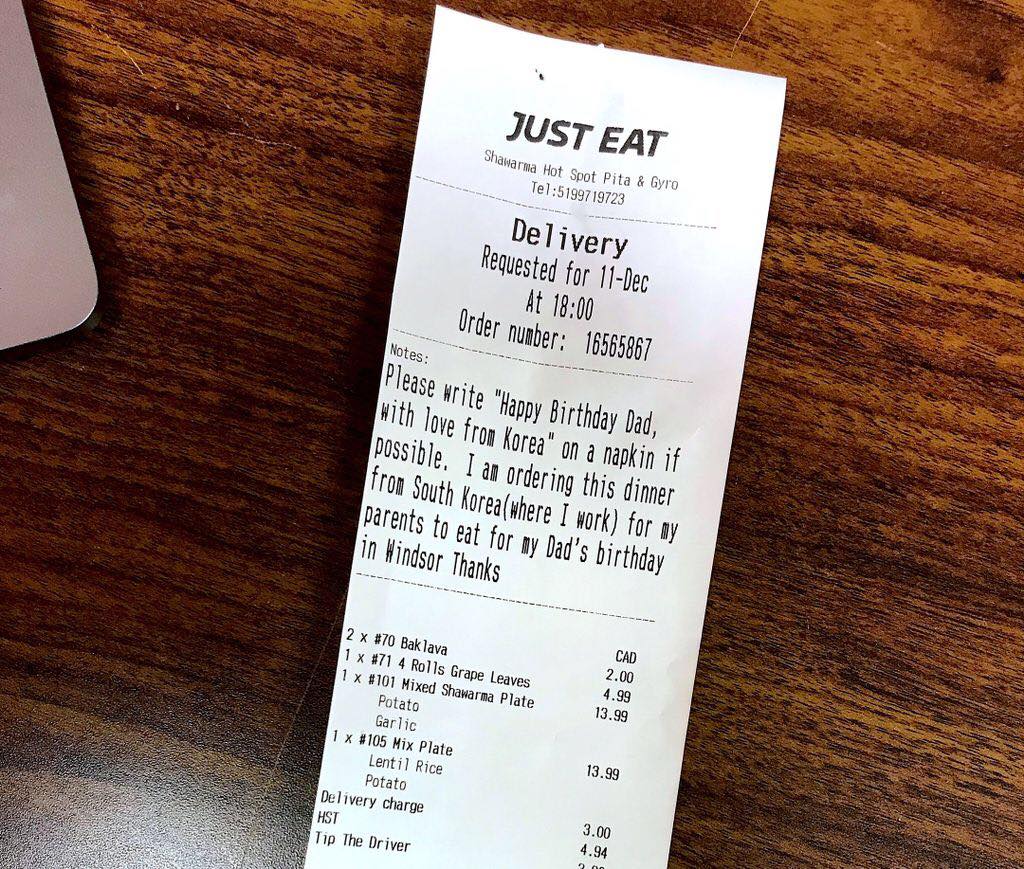 JUST EAT
Shawarma Hot Spot Pita & Gyro
Tel:5199719723
Delivery
Requested for 11-Dec
At 18:00
Order number: 16565867
Notes:
Please write "Happy Birthday Dad,
with love from Korea" on a napkin if
possible. I am ordering this dinner
from South Korea(where I work) for my
parents to eat for my Dad's birthday
in Windsor Thanks
CAD
2 x #70 Baklava 2.00
1 x #71 4 Rolls Grape Leaves 4.99
1 x #101 Mixed Shawarma Plate 13.99
Potato
Garlic
1 x #105 Mix Plate 13.99
Lentil Rice
Potato
Delivery charge 3.00
HST 4.94
Tip The Driver